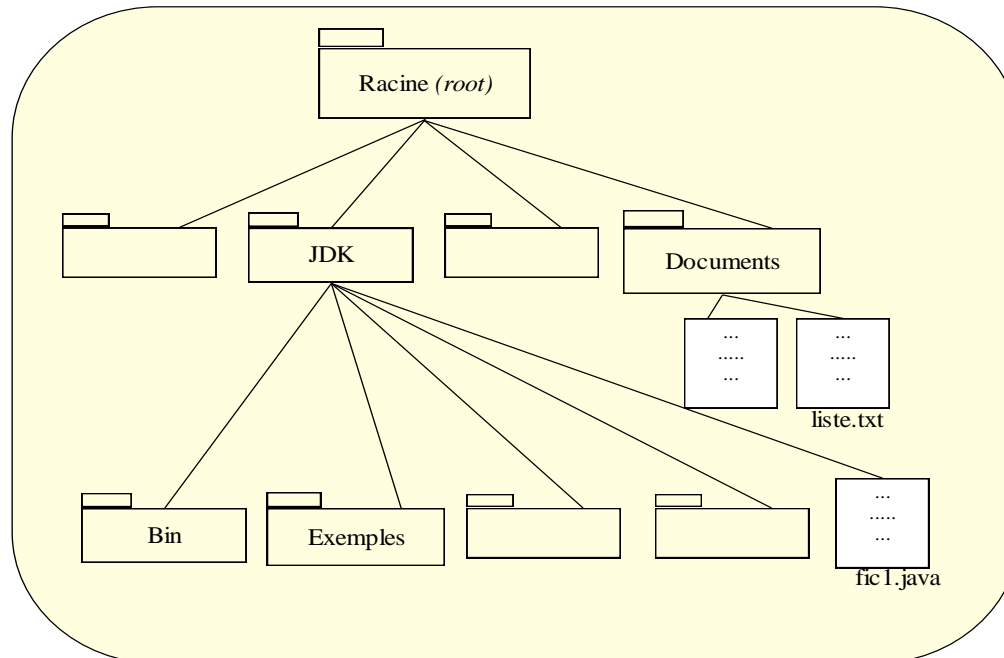 Racine (root)
JDK
Documents
...
.....
...
...
.....
...
liste.txt
Bin
Exemples
...
.....
...
fic1.java